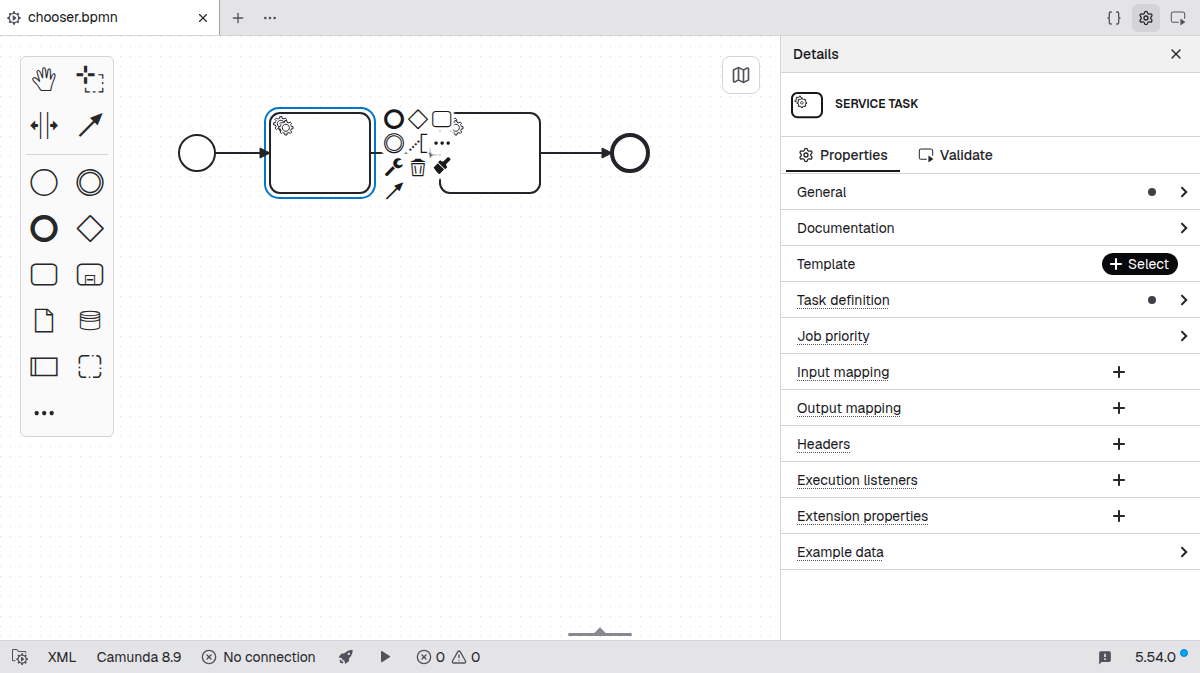 chooser.bpmn
Details
SERVICE TASK
Properties
Validate
General
Documentation
Template
Select
Task definition
Job priority
Input mapping
Output mapping
Headers
Execution listeners
Extension properties
Example data
XML
Camunda 8.9
No connection
0
0
5.54.0